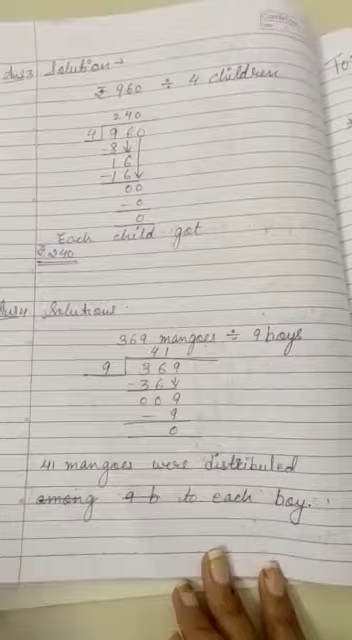 Ans3 Solution →
₹ 960 ÷ 4 children
240
4 960
-8
16
-16
00
-0
0
Each child got
₹240
Ans4 Solution.
369 mangoes ÷ 9 boys
41
9 369
-36
009
-9
0
41 mangoes were distributed
among 9 b to each boy.
To